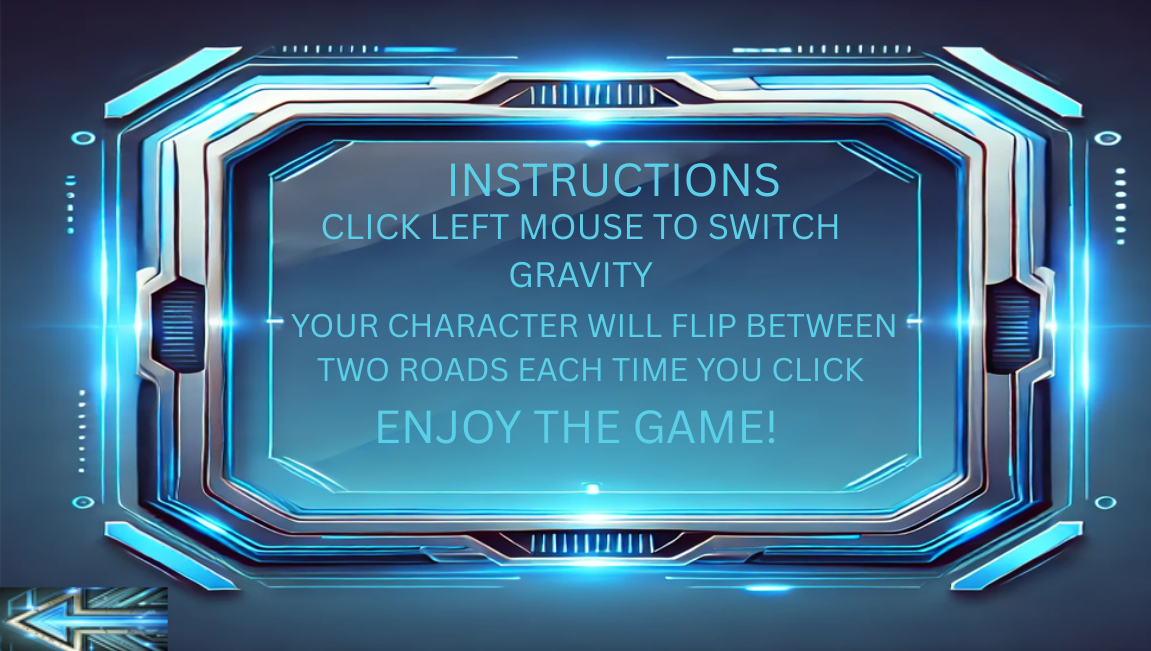 INSTRUCTIONS
CLICK LEFT MOUSE TO SWITCH
GRAVITY
YOUR CHARACTER WILL FLIP BETWEEN
TWO ROADS EACH TIME YOU CLICK
ENJOY THE GAME!